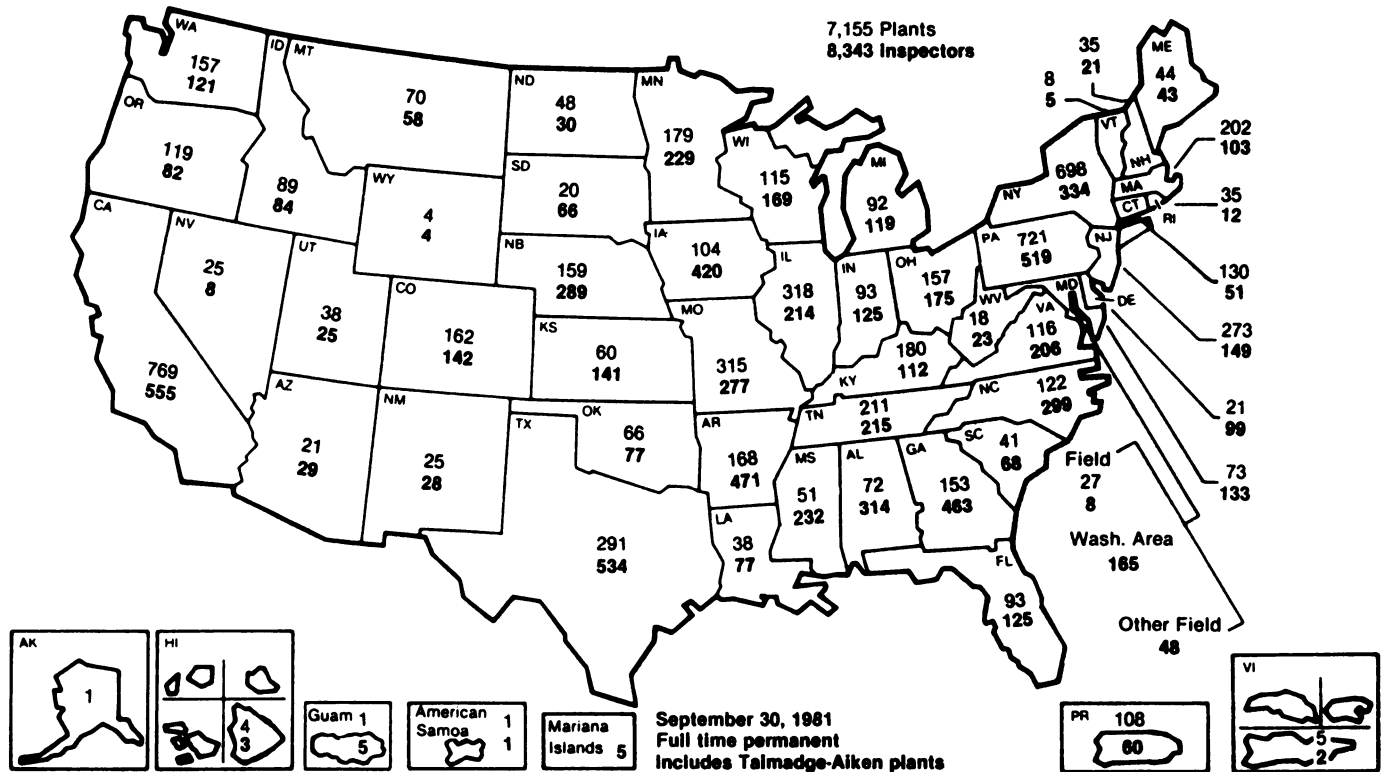 7,155 Plants
8,343 Inspectors
WA
157
121
ID
89
84
MT
70
58
ND
48
30
MN
179
229
OR
119
82
SD
20
66
WI
115
169
MI
92
119
WY
4
4
CA
769
555
NV
25
8
UT
38
25
NB
159
289
IA
104
420
IL
318
214
IN
93
125
OH
157
175
PA
721
519
NY
698
334
ME
44
43
35
21
8
5
VT
NH
202
103
MA
CT
RI
35
12
NJ
130
51
MD
DE
273
149
21
99
73
133
CO
162
142
KS
60
141
MO
315
277
KY
180
112
WV
18
23
VA
116
206
AZ
21
29
NM
25
28
OK
66
77
TX
291
534
AR
168
471
TN
211
215
NC
122
299
SC
41
68
MS
51
232
AL
72
314
GA
153
463
LA
38
77
FL
93
125
Field
27
8
Wash. Area
165
Other Field
48
AK
1
HI
4
3
Guam 1
5
American 1
Samoa 1
Mariana
Islands 5
September 30, 1981
Full time permanent
Includes Talmadge-Aiken plants
PR 108
60
VI
5
2